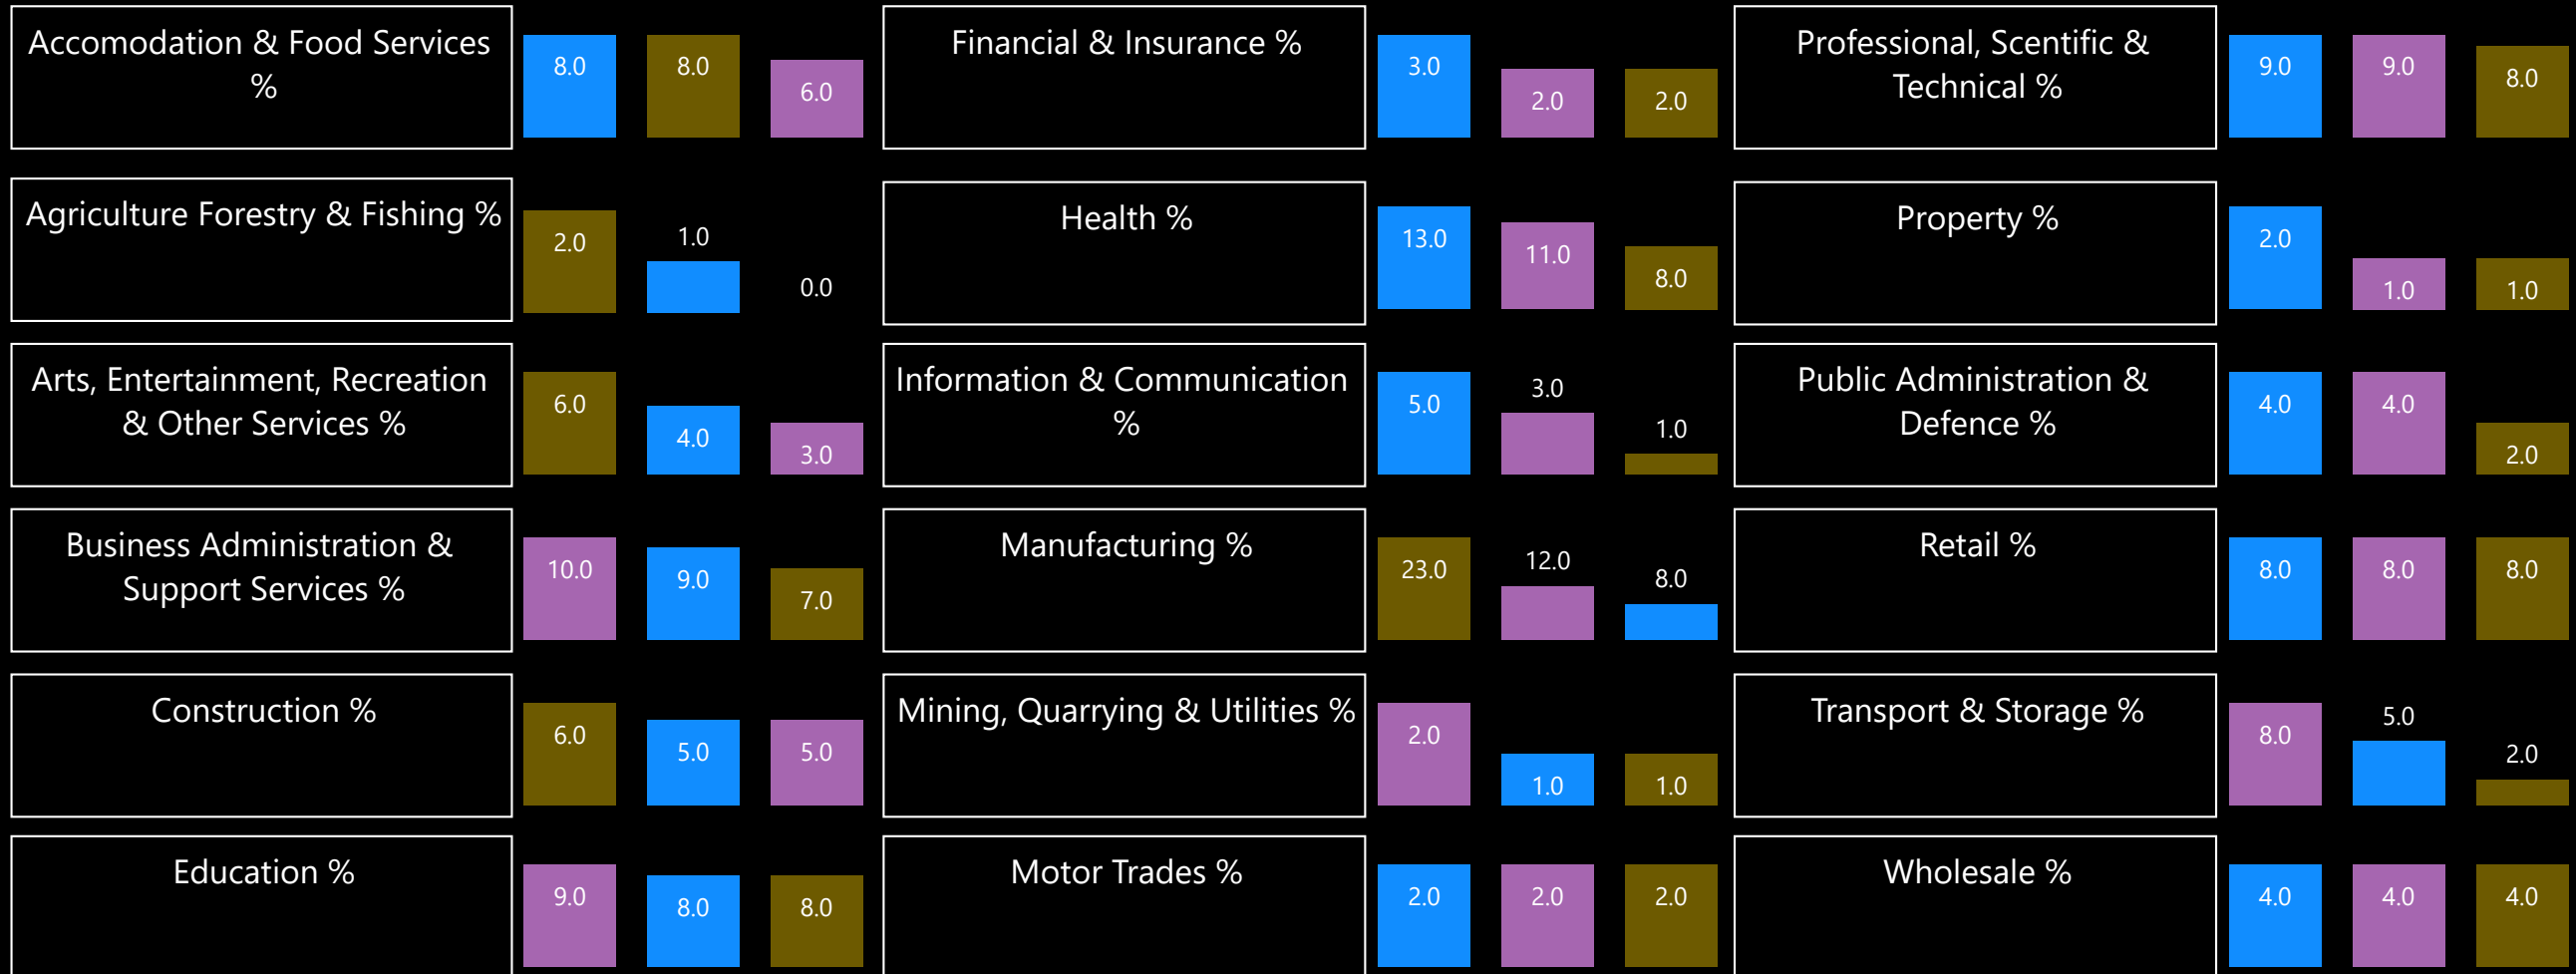 Accomodation & Food Services
%
8.0 8.0 6.0
Financial & Insurance %
3.0 2.0 2.0
Professional, Scentific &
Technical %
9.0 9.0 8.0
Agriculture Forestry & Fishing %
2.0 1.0 0.0
Health %
13.0 11.0 8.0
Property %
2.0 1.0 1.0
Arts, Entertainment, Recreation
& Other Services %
6.0 4.0 3.0
Information & Communication
%
5.0 3.0 1.0
Public Administration &
Defence %
4.0 4.0 2.0
Business Administration &
Support Services %
10.0 9.0 7.0
Manufacturing %
23.0 12.0 8.0
Retail %
8.0 8.0 8.0
Construction %
6.0 5.0 5.0
Mining, Quarrying & Utilities %
2.0 1.0 1.0
Transport & Storage %
8.0 5.0 2.0
Education %
9.0 8.0 8.0
Motor Trades %
2.0 2.0 2.0
Wholesale %
4.0 4.0 4.0